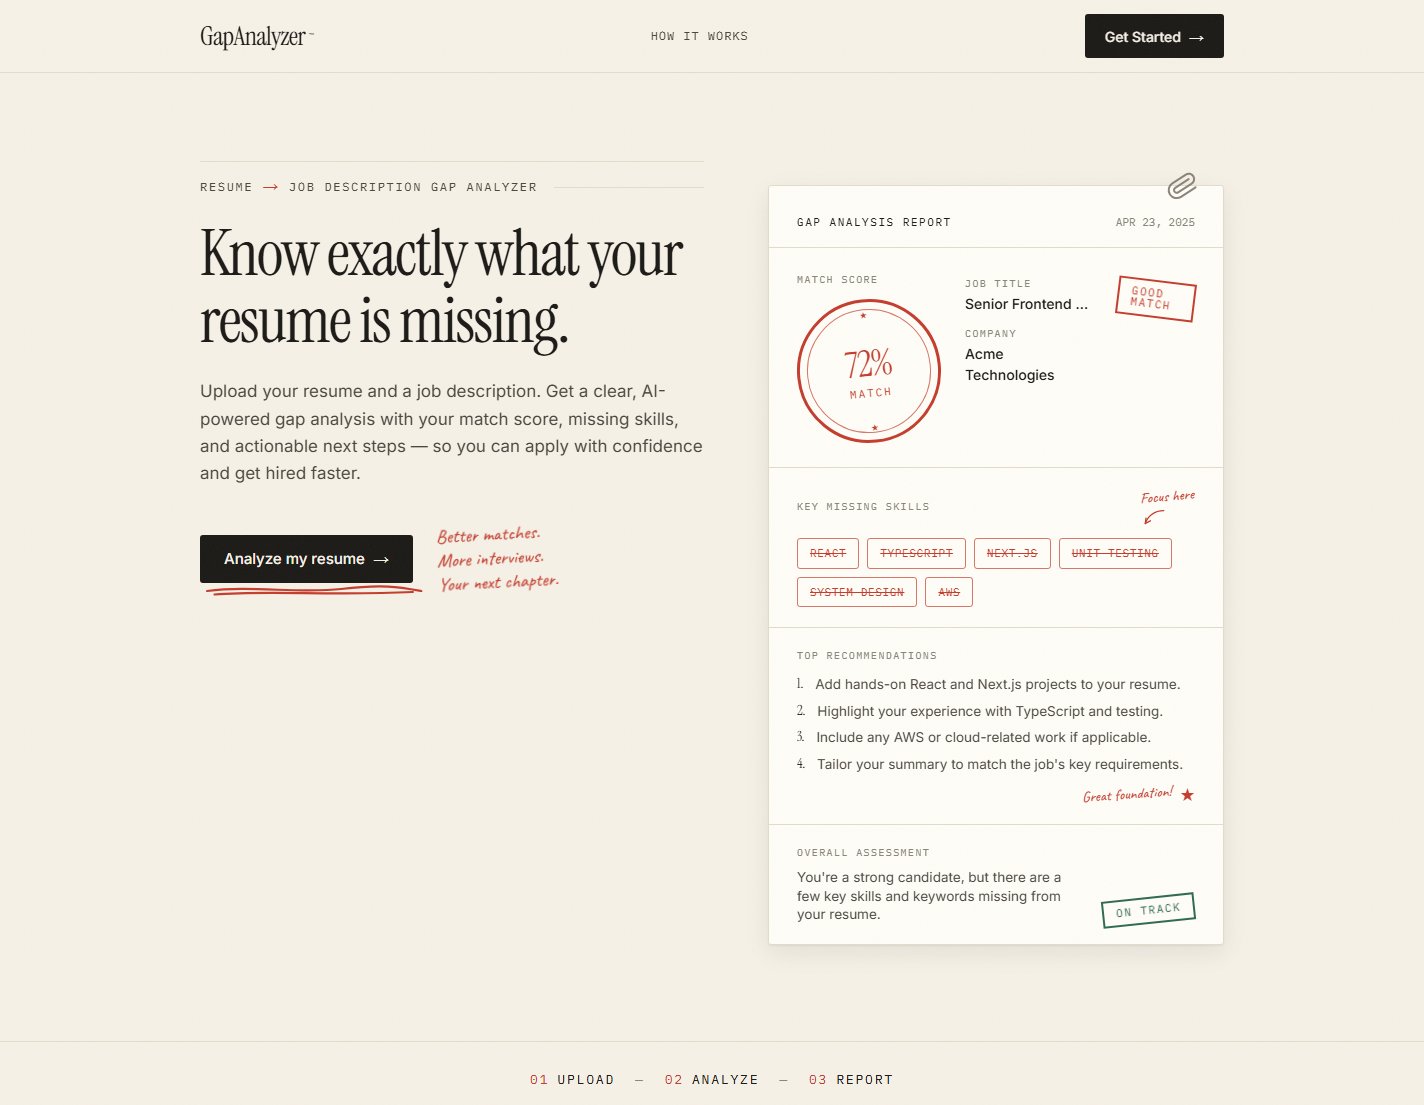 GapAnalyzer™
HOW IT WORKS
Get Started →
RESUME → JOB DESCRIPTION GAP ANALYZER
Know exactly what your
resume is missing.
Upload your resume and a job description. Get a clear, AI-
powered gap analysis with your match score, missing skills,
and actionable next steps — so you can apply with confidence
and get hired faster.
Analyze my resume →
Better matches.
More interviews.
Your next chapter.
GAP ANALYSIS REPORT
APR 23, 2025
MATCH SCORE
★
72%
MATCH
★
JOB TITLE
Senior Frontend ...
COMPANY
Acme
Technologies
GOOD
MATCH
KEY MISSING SKILLS
Focus here
REACT TYPESCRIPT NEXT.JS UNIT TESTING
SYSTEM DESIGN AWS
TOP RECOMMENDATIONS
1. Add hands-on React and Next.js projects to your resume.
2. Highlight your experience with TypeScript and testing.
3. Include any AWS or cloud-related work if applicable.
4. Tailor your summary to match the job's key requirements.
Great foundation! ★
OVERALL ASSESSMENT
You're a strong candidate, but there are a
few key skills and keywords missing from
your resume.
ON TRACK
01 UPLOAD — 02 ANALYZE — 03 REPORT